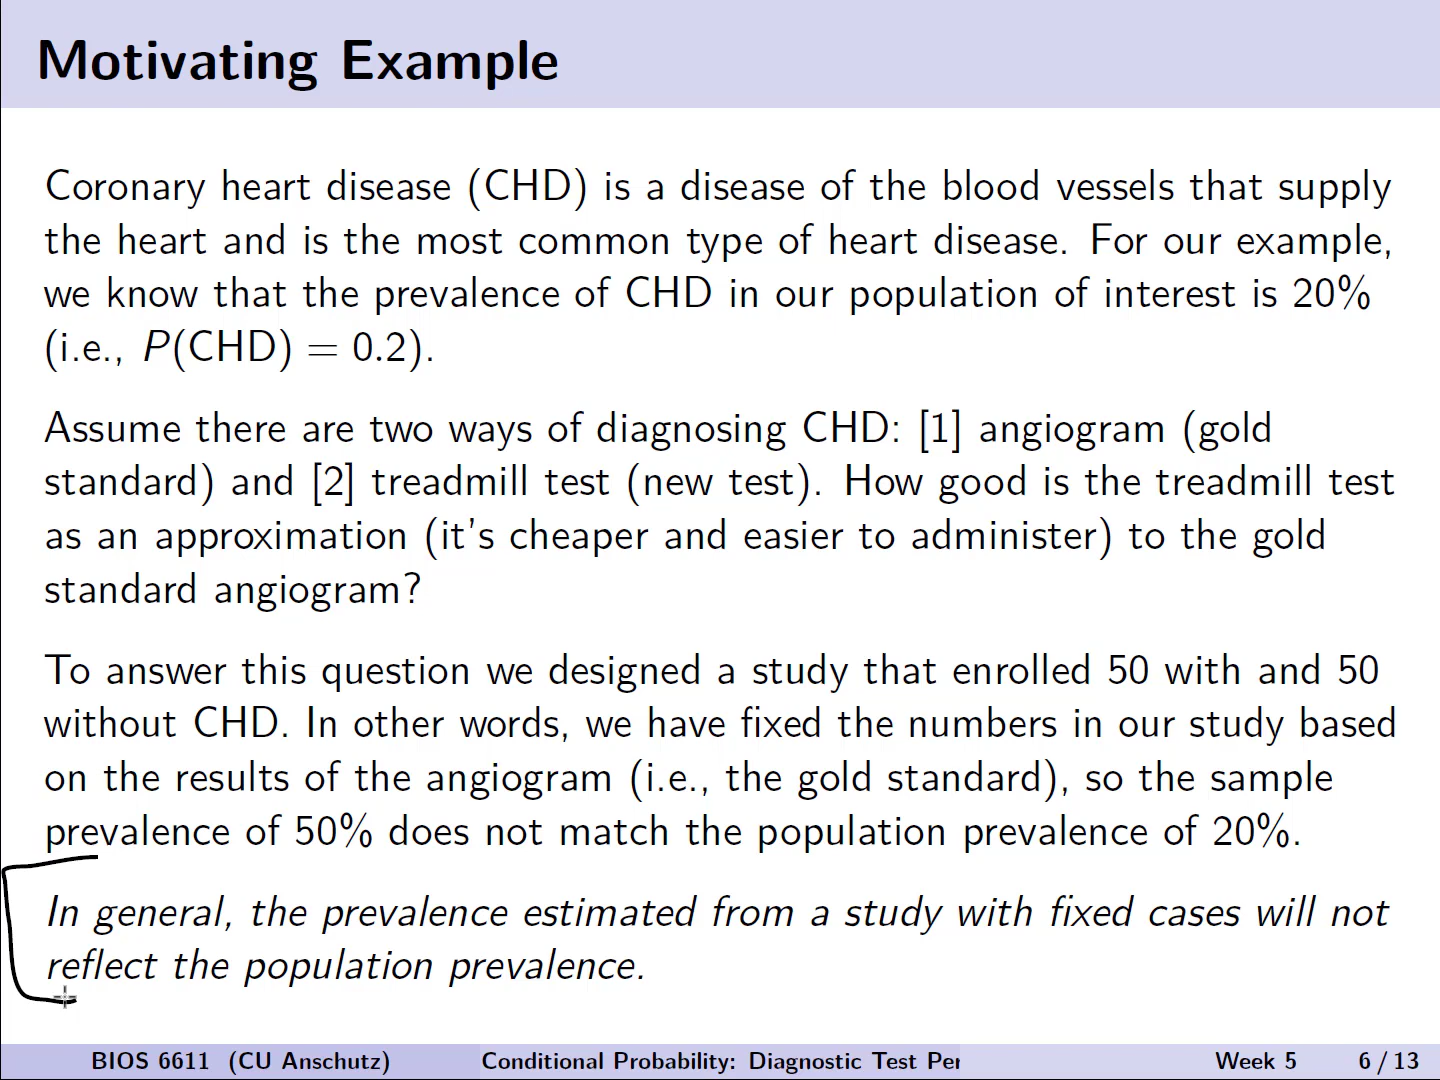 Motivating Example
Coronary heart disease (CHD) is a disease of the blood vessels that supply
the heart and is the most common type of heart disease. For our example,
we know that the prevalence of CHD in our population of interest is 20%
(i.e., P(CHD) = 0.2).
Assume there are two ways of diagnosing CHD: [1] angiogram (gold
standard) and [2] treadmill test (new test). How good is the treadmill test
as an approximation (it's cheaper and easier to administer) to the gold
standard angiogram?
To answer this question we designed a study that enrolled 50 with and 50
without CHD. In other words, we have fixed the numbers in our study based
on the results of the angiogram (i.e., the gold standard), so the sample
prevalence of 50% does not match the population prevalence of 20%.
In general, the prevalence estimated from a study with fixed cases will not
reflect the population prevalence.
BIOS 6611 (CU Anschutz) Conditional Probability: Diagnostic Test Per Week 5 6 / 13